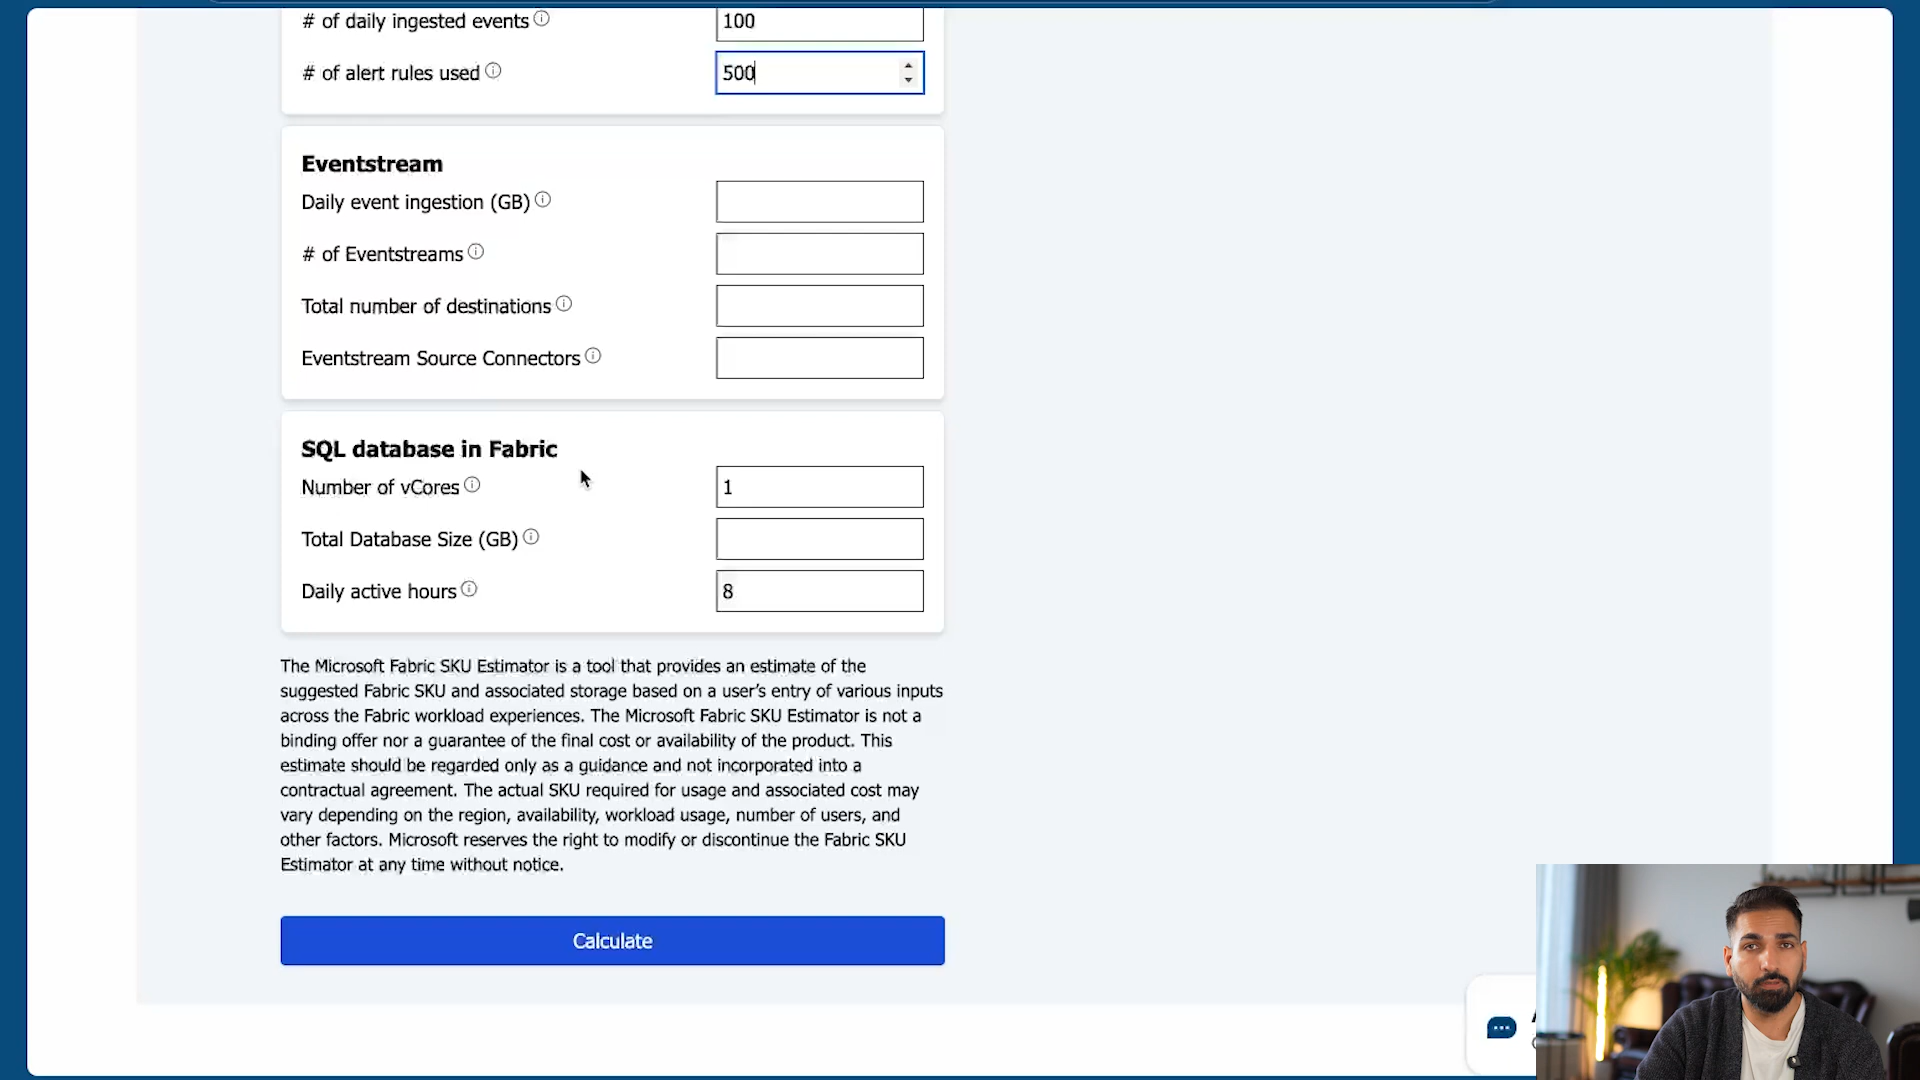 # of daily ingested events
100
# of alert rules used
500
Eventstream
Daily event ingestion (GB)
# of Eventstreams
Total number of destinations
Eventstream Source Connectors
SQL database in Fabric
Number of vCores
1
Total Database Size (GB)
Daily active hours
8
The Microsoft Fabric SKU Estimator is a tool that provides an estimate of the
suggested Fabric SKU and associated storage based on a user's entry of various inputs
across the Fabric workload experiences. The Microsoft Fabric SKU Estimator is not a
binding offer nor a guarantee of the final cost or availability of the product. This
estimate should be regarded only as a guidance and not incorporated into a
contractual agreement. The actual SKU required for usage and associated cost may
vary depending on the region, availability, workload usage, number of users, and
other factors. Microsoft reserves the right to modify or discontinue the Fabric SKU
Estimator at any time without notice.
Calculate